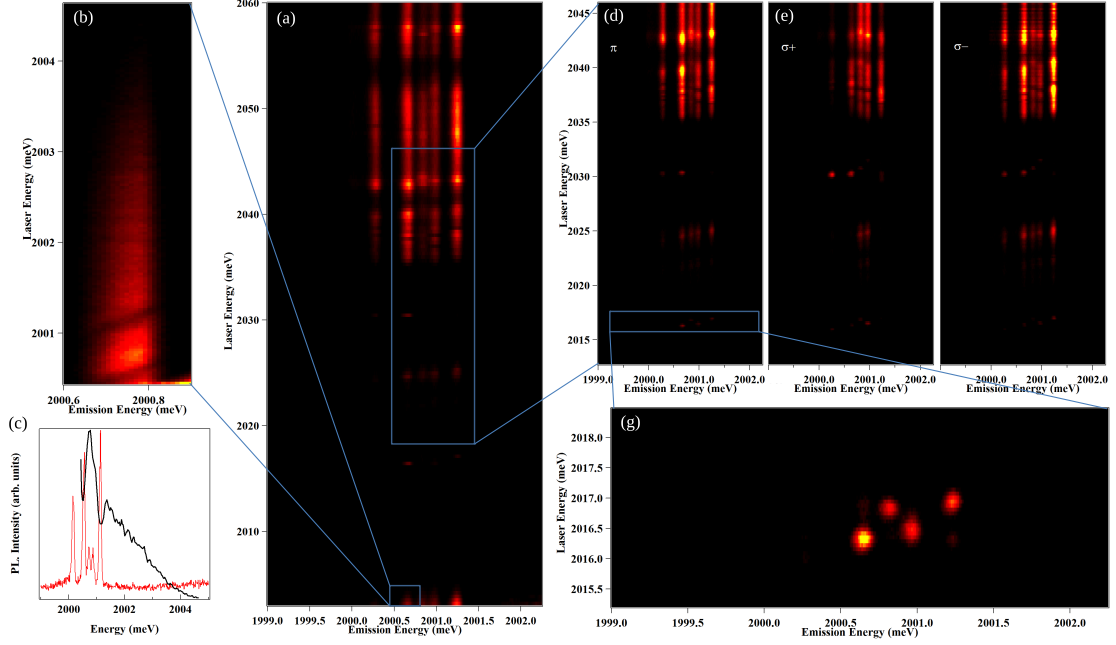 (b)
2004
2003
2002
2001
Laser Energy (meV)
2000.6
2000.8
Emission Energy (meV)
(a)
2060
2050
2040
2030
2020
2010
Laser Energy (meV)
1999.0
1999.5
2000.0
2000.5
2001.0
2001.5
2002.0
Emission Energy (meV)
(d)
π
2045
2040
2035
2030
2025
2020
2015
Laser Energy (meV)
1999.0
2000.0
2001.0
2002.0
Emission Energy (meV)
(e)
σ+
2000.0
2001.0
2002.0
Emission Energy (meV)
σ−
2000.0
2001.0
2002.0
Emission Energy (meV)
(c)
PL. Intensity (arb. units)
2000
2002
2004
Energy (meV)
(g)
2018.0
2017.0
2016.5
2016.0
2015.5
Laser Energy (meV)
1999.0
1999.5
2000.0
2000.5
2001.0
2001.5
2002.0
Emission Energy (meV)